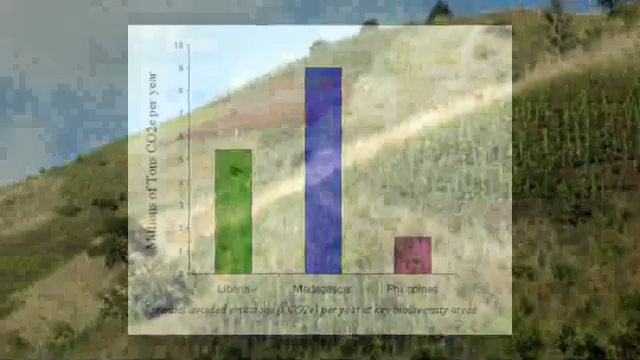 10
9
8
Millions of Tons CO2e per year
7
6
5
4
3
2
1
0
Liberia
Madagascar
Philippines
avoided emissions (t CO2e) per year at key biodiversity areas